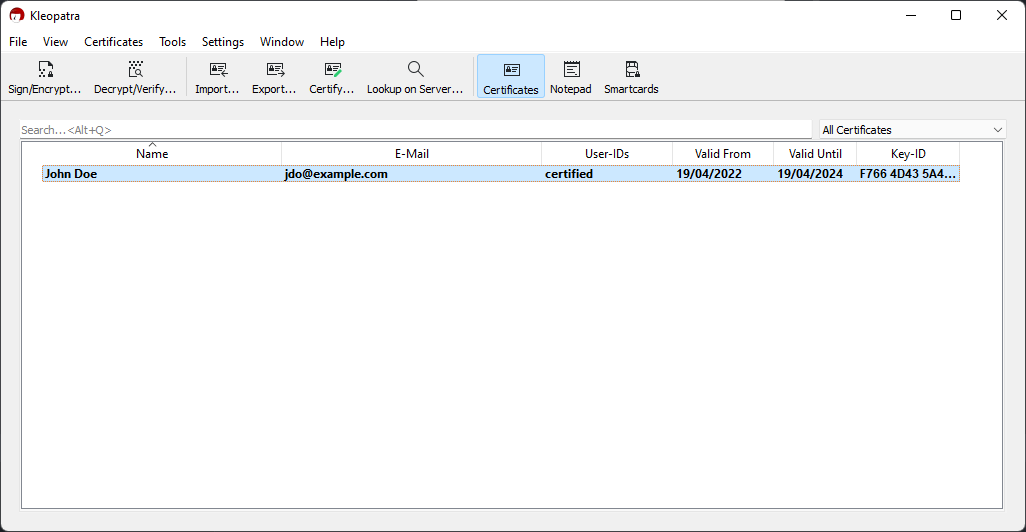 Kleopatra
File View Certificates Tools Settings Window Help
Sign/Encrypt... Decrypt/Verify... Import... Export... Certify... Lookup on Server... Certificates Notepad Smartcards
Search...<Alt+Q> All Certificates
Name E-Mail User-IDs Valid From Valid Until Key-ID
John Doe jdo@example.com certified 19/04/2022 19/04/2024 F766 4D43 5A4...